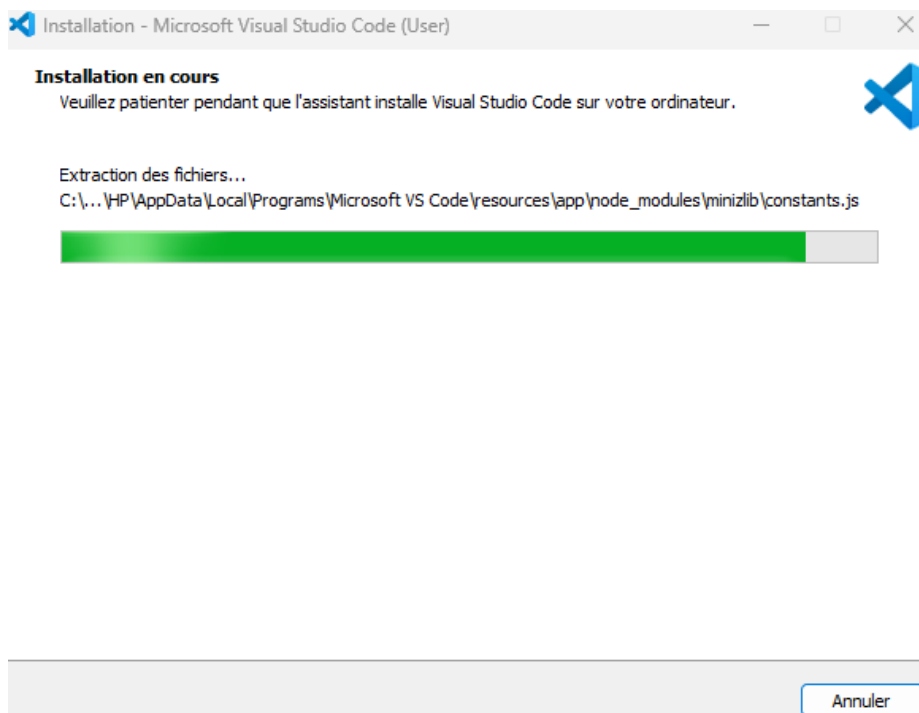 Installation - Microsoft Visual Studio Code (User)
Installation en cours
Veuillez patienter pendant que l'assistant installe Visual Studio Code sur votre ordinateur.
Extraction des fichiers...
C:\...\HP\AppData\Local\Programs\Microsoft VS Code\resources\app\node_modules\minizlib\constants.js
Annuler